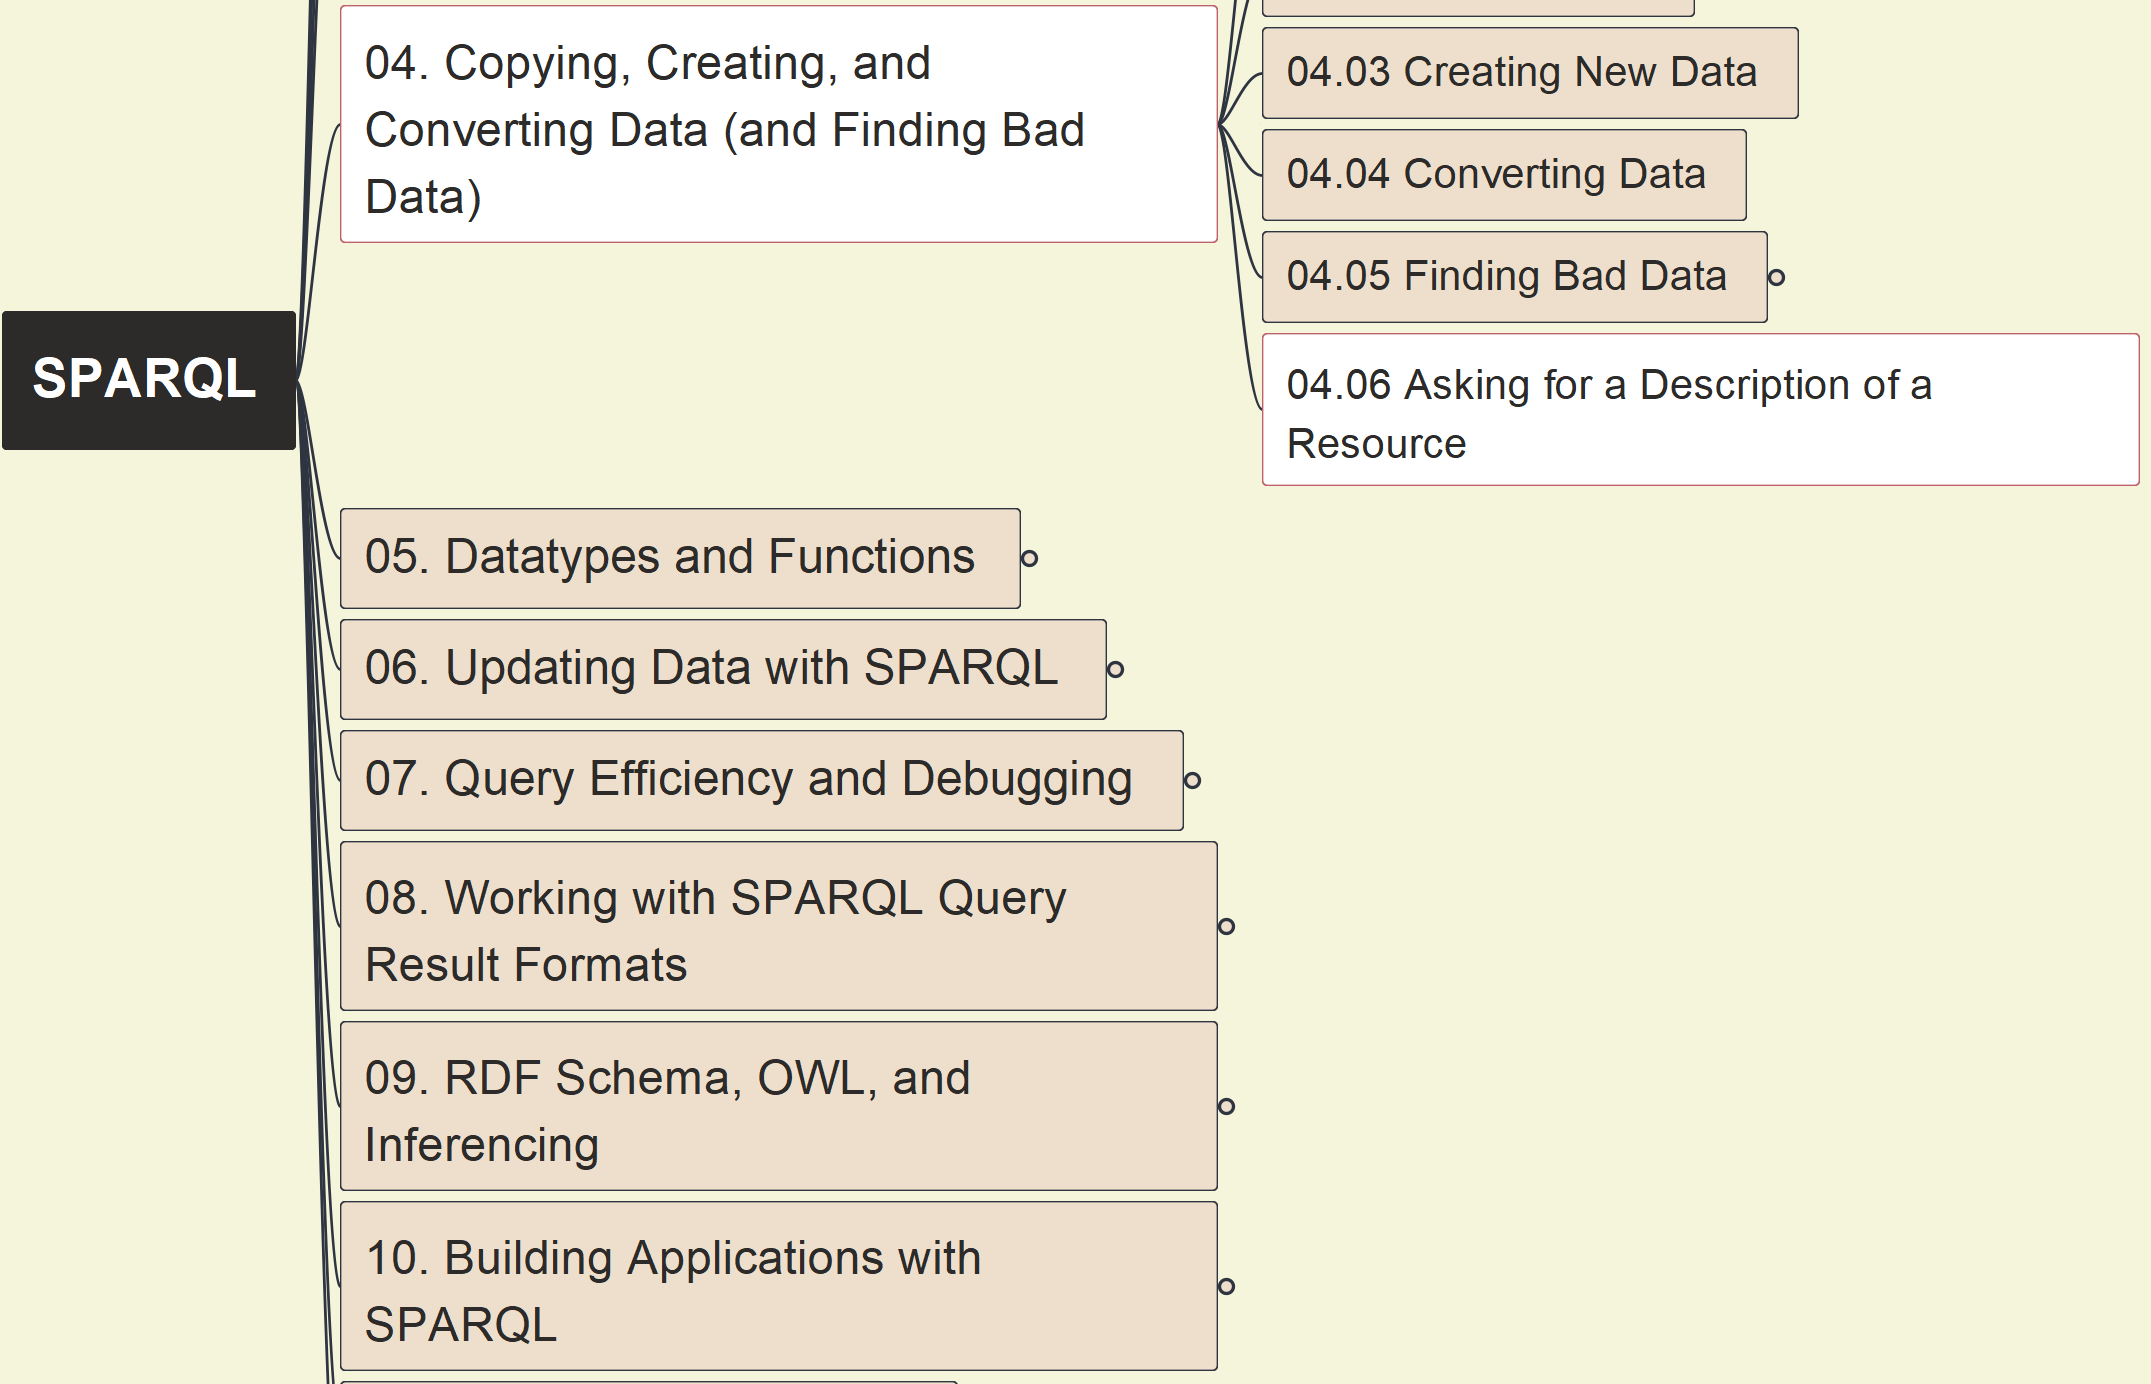 SPARQL
04. Copying, Creating, and
Converting Data (and Finding Bad
Data)
04.03 Creating New Data
04.04 Converting Data
04.05 Finding Bad Data
04.06 Asking for a Description of a
Resource
05. Datatypes and Functions
06. Updating Data with SPARQL
07. Query Efficiency and Debugging
08. Working with SPARQL Query
Result Formats
09. RDF Schema, OWL, and
Inferencing
10. Building Applications with
SPARQL